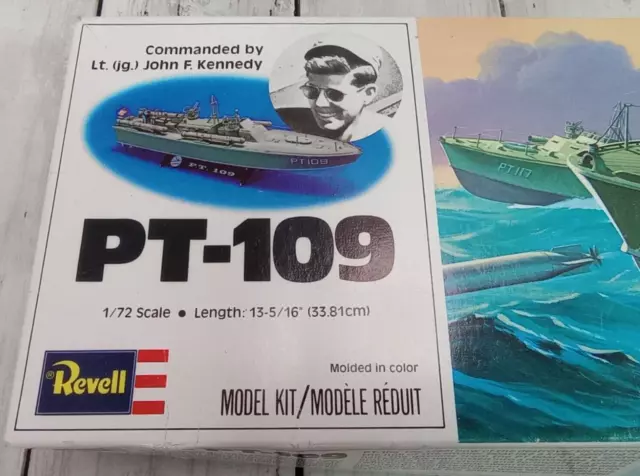 Commanded by
Lt. (jg.) John F. Kennedy
PT 109
PT 109
PT 117
PT-109
1/72 Scale • Length: 13-5/16" (33.81cm)
® Revell
Molded in color
MODEL KIT/MODÈLE RÉDUIT